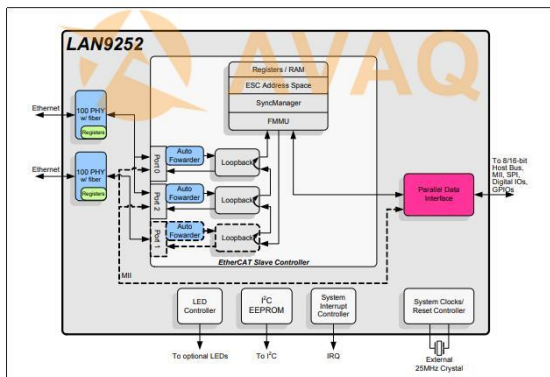 LAN9252
AVAQ
Registers / RAM
ESC Address Space
SyncManager
FMMU
Ethernet
100 PHY
w/ fiber
Registers
Ethernet
100 PHY
w/ fiber
Registers
Port 0
Auto
Fowarder
Loopback
Port 2
Auto
Fowarder
Loopback
Port 1
Auto
Fowarder
Loopback
EtherCAT Slave Controller
MII
Parallel Data
Interface
To 8/16-bit
Host Bus,
MII, SPI,
Digital IOs,
GPIOs
LED
Controller
I²C
EEPROM
System
Interrupt
Controller
System Clocks/
Reset Controller
To optional LEDs
To I²C
IRQ
External
25MHz Crystal